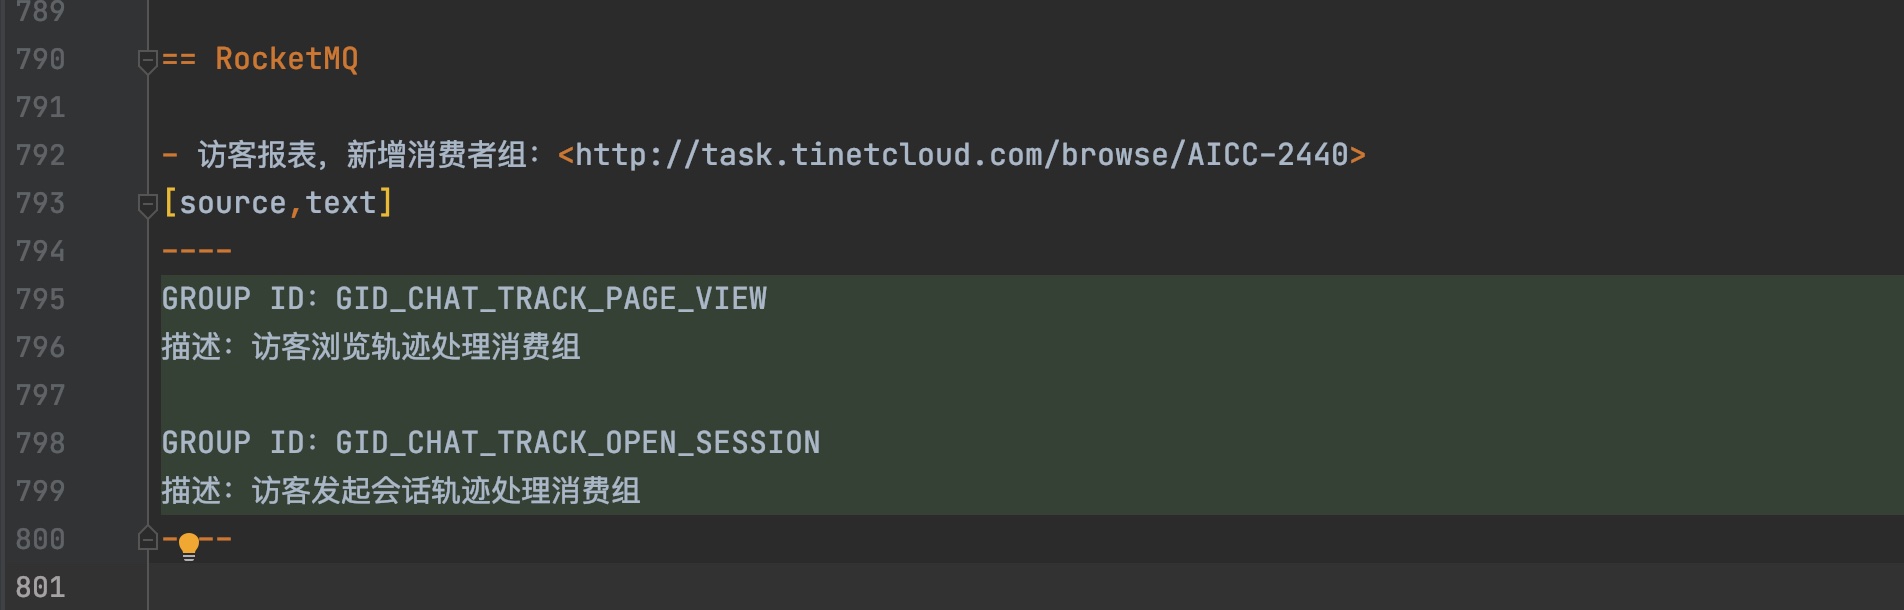 789
790 == RocketMQ
791
792 - 访客报表，新增消费者组：<http://task.tinetcloud.com/browse/AICC-2440>
793 [source,text]
794 ----
795 GROUP ID：GID_CHAT_TRACK_PAGE_VIEW
796 描述：访客浏览轨迹处理消费组
797
798 GROUP ID：GID_CHAT_TRACK_OPEN_SESSION
799 描述：访客发起会话轨迹处理消费组
800 ----
801